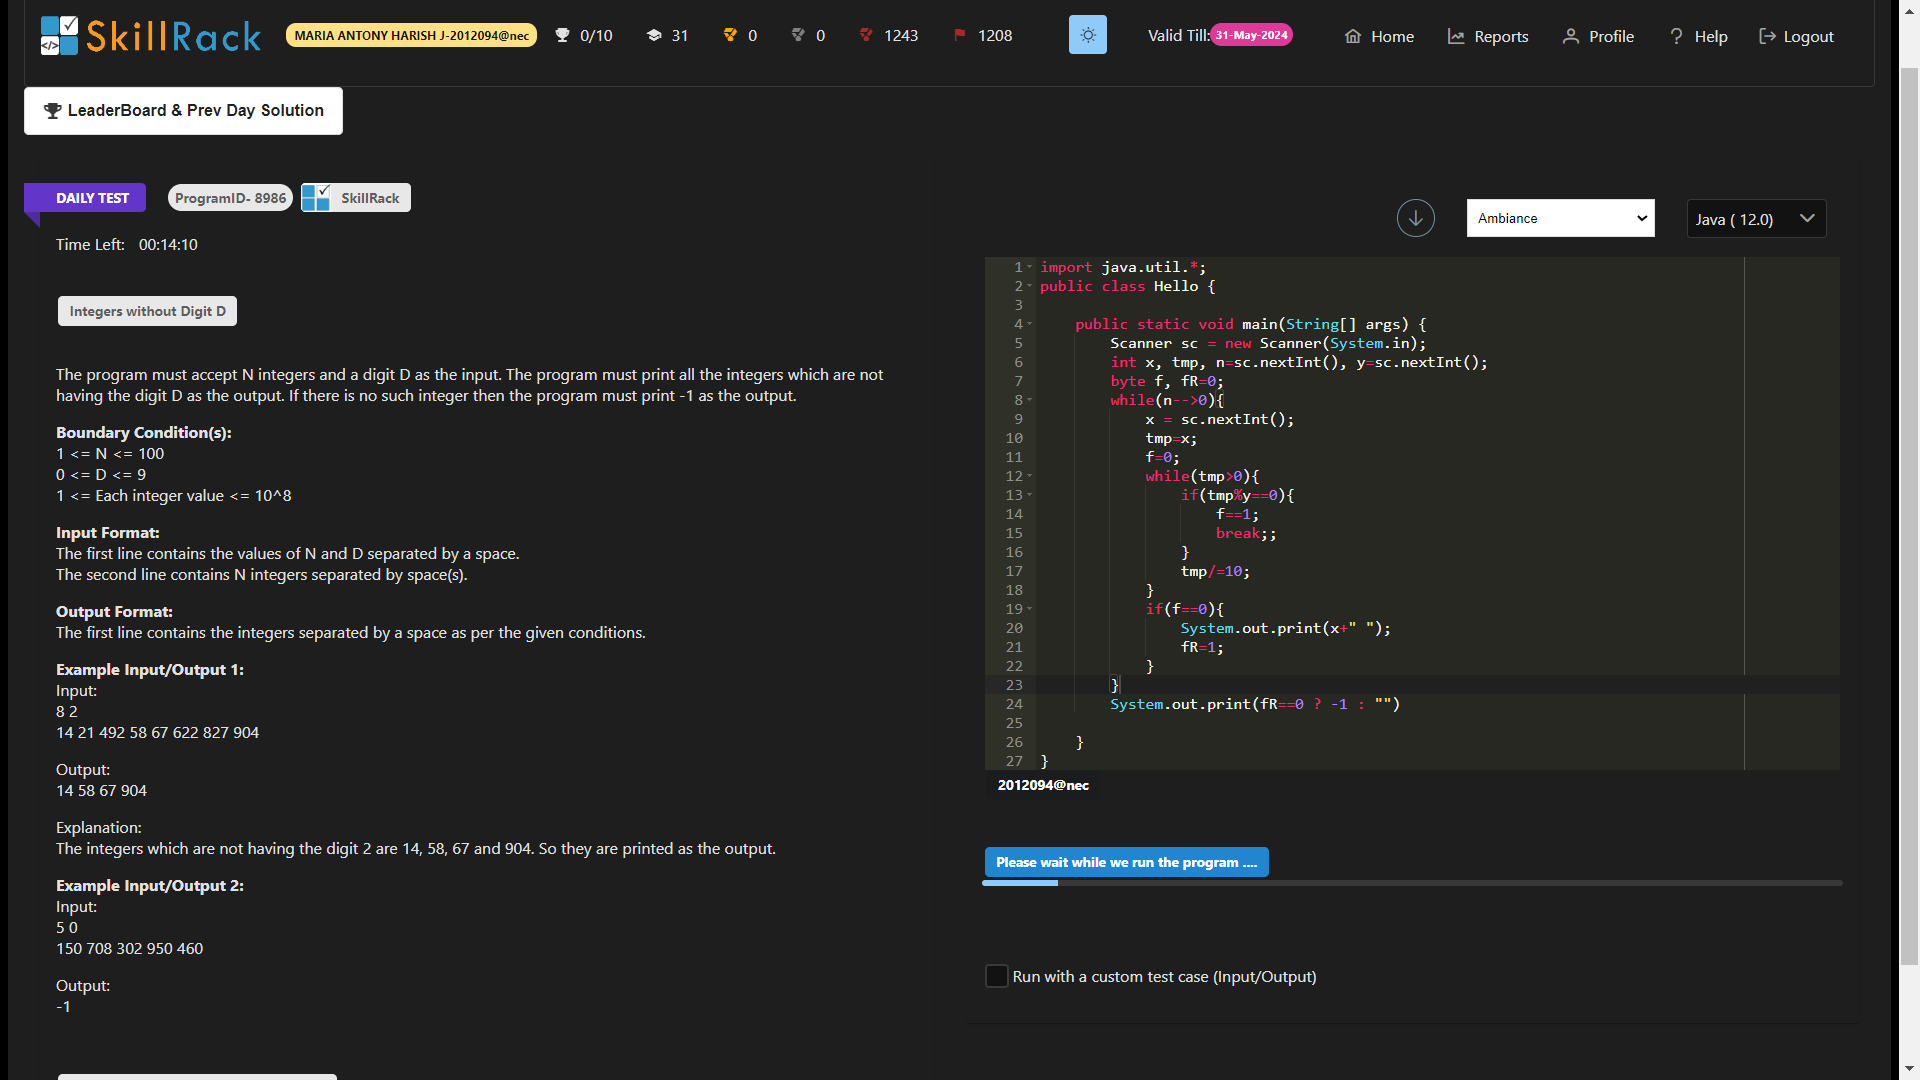 SkillRack
MARIA ANTONY HARISH J-2012094@nec
0/10
31
0
0
1243
1208
Valid Till: 31-May-2024
Home
Reports
Profile
? Help
Logout
LeaderBoard & Prev Day Solution
DAILY TEST
ProgramID- 8986
SkillRack
Time Left: 00:14:10
Integers without Digit D
The program must accept N integers and a digit D as the input. The program must print all the integers which are not
having the digit D as the output. If there is no such integer then the program must print -1 as the output.
Boundary Condition(s):
1 <= N <= 100
0 <= D <= 9
1 <= Each integer value <= 10^8
Input Format:
The first line contains the values of N and D separated by a space.
The second line contains N integers separated by space(s).
Output Format:
The first line contains the integers separated by a space as per the given conditions.
Example Input/Output 1:
Input:
8 2
14 21 492 58 67 622 827 904
Output:
14 58 67 904
Explanation:
The integers which are not having the digit 2 are 14, 58, 67 and 904. So they are printed as the output.
Example Input/Output 2:
Input:
5 0
150 708 302 950 460
Output:
-1
Ambiance
Java ( 12.0)
1 import java.util.*;
2 public class Hello {
3
4 public static void main(String[] args) {
5 Scanner sc = new Scanner(System.in);
6 int x, tmp, n=sc.nextInt(), y=sc.nextInt();
7 byte f, fR=0;
8 while(n-->0){
9 x = sc.nextInt();
10 tmp=x;
11 f=0;
12 while(tmp>0){
13 if(tmp%y==0){
14 f==1;
15 break;;
16 }
17 tmp/=10;
18 }
19 if(f==0){
20 System.out.print(x+" ");
21 fR=1;
22 }
23 }
24 System.out.print(fR==0 ? -1 : "")
25
26 }
27 }
2012094@nec
Please wait while we run the program ....
Run with a custom test case (Input/Output)